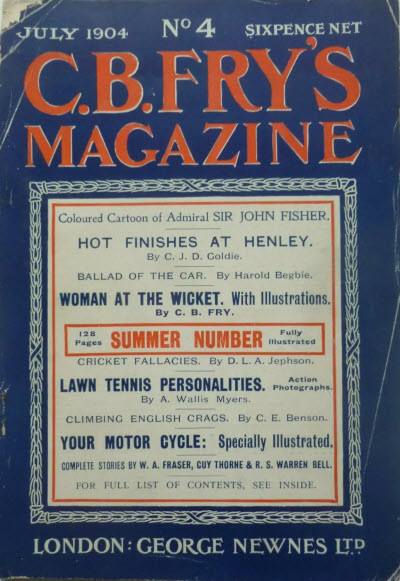 JULY 1904 No 4 SIXPENCE NET
C.B.FRY'S
MAGAZINE
Coloured Cartoon of Admiral SIR JOHN FISHER.
HOT FINISHES AT HENLEY.
By C. J. D. Goldie.
BALLAD OF THE CAR. By Harold Begbie.
WOMAN AT THE WICKET. With Illustrations.
By C. B. FRY.
128 Pages SUMMER NUMBER Fully Illustrated
CRICKET FALLACIES. By D. L. A. Jephson.
LAWN TENNIS PERSONALITIES. Action Photographs.
By A. Wallis Myers.
CLIMBING ENGLISH CRAGS. By C. E. Benson.
YOUR MOTOR CYCLE: Specially Illustrated.
COMPLETE STORIES BY W. A. FRASER, GUY THORNE & R. S. WARREN BELL.
FOR FULL LIST OF CONTENTS, SEE INSIDE.
LONDON: GEORGE NEWNES LTD